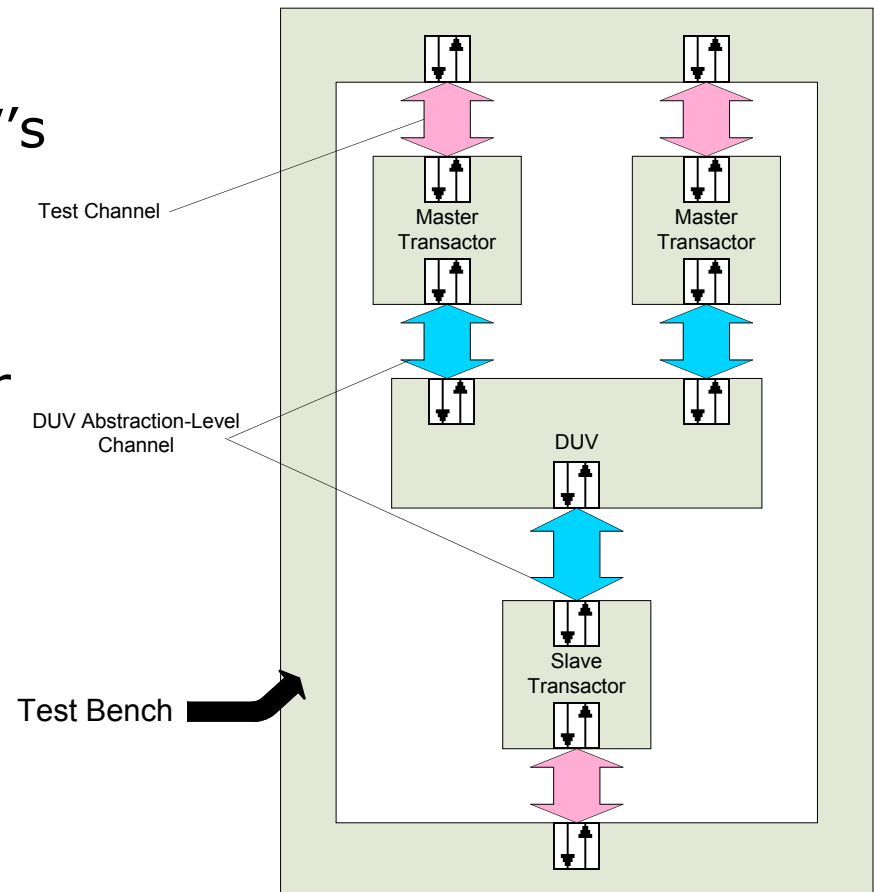 's
Test Channel
Master
Transactor
Master
Transactor
r
DUV Abstraction-Level
Channel
DUV
Slave
Transactor
Test Bench